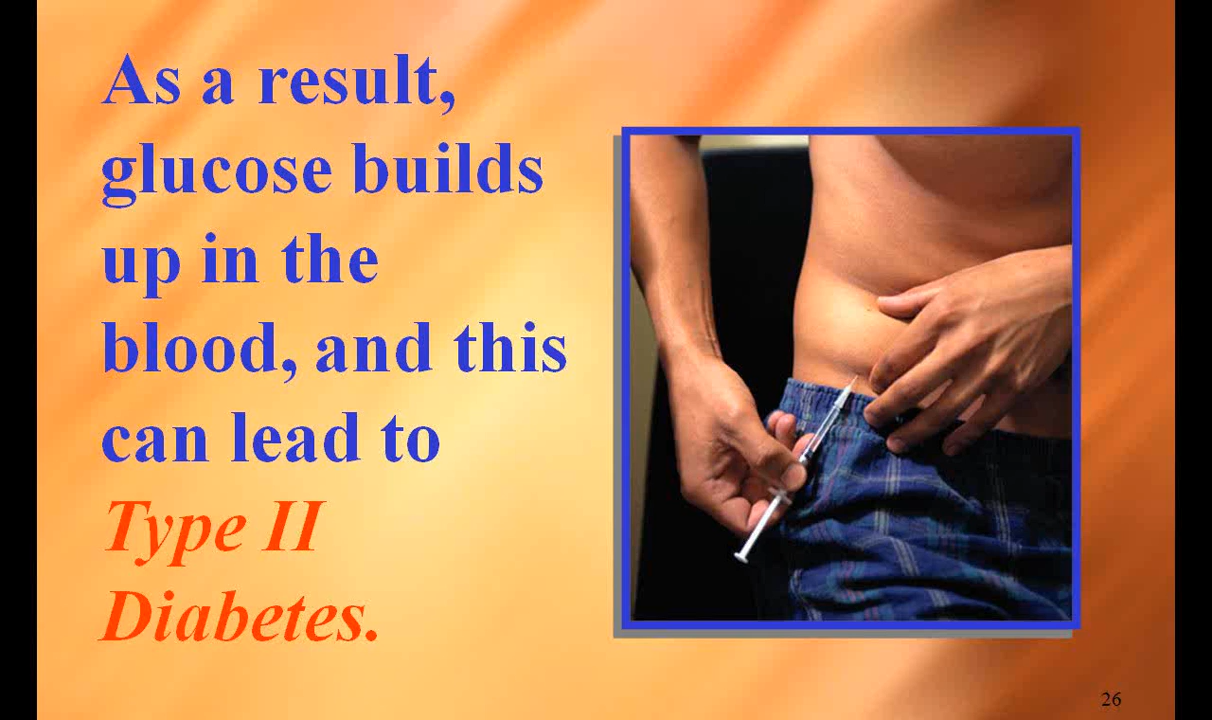 As a result,
glucose builds
up in the
blood, and this
can lead to
Type II
Diabetes.
26